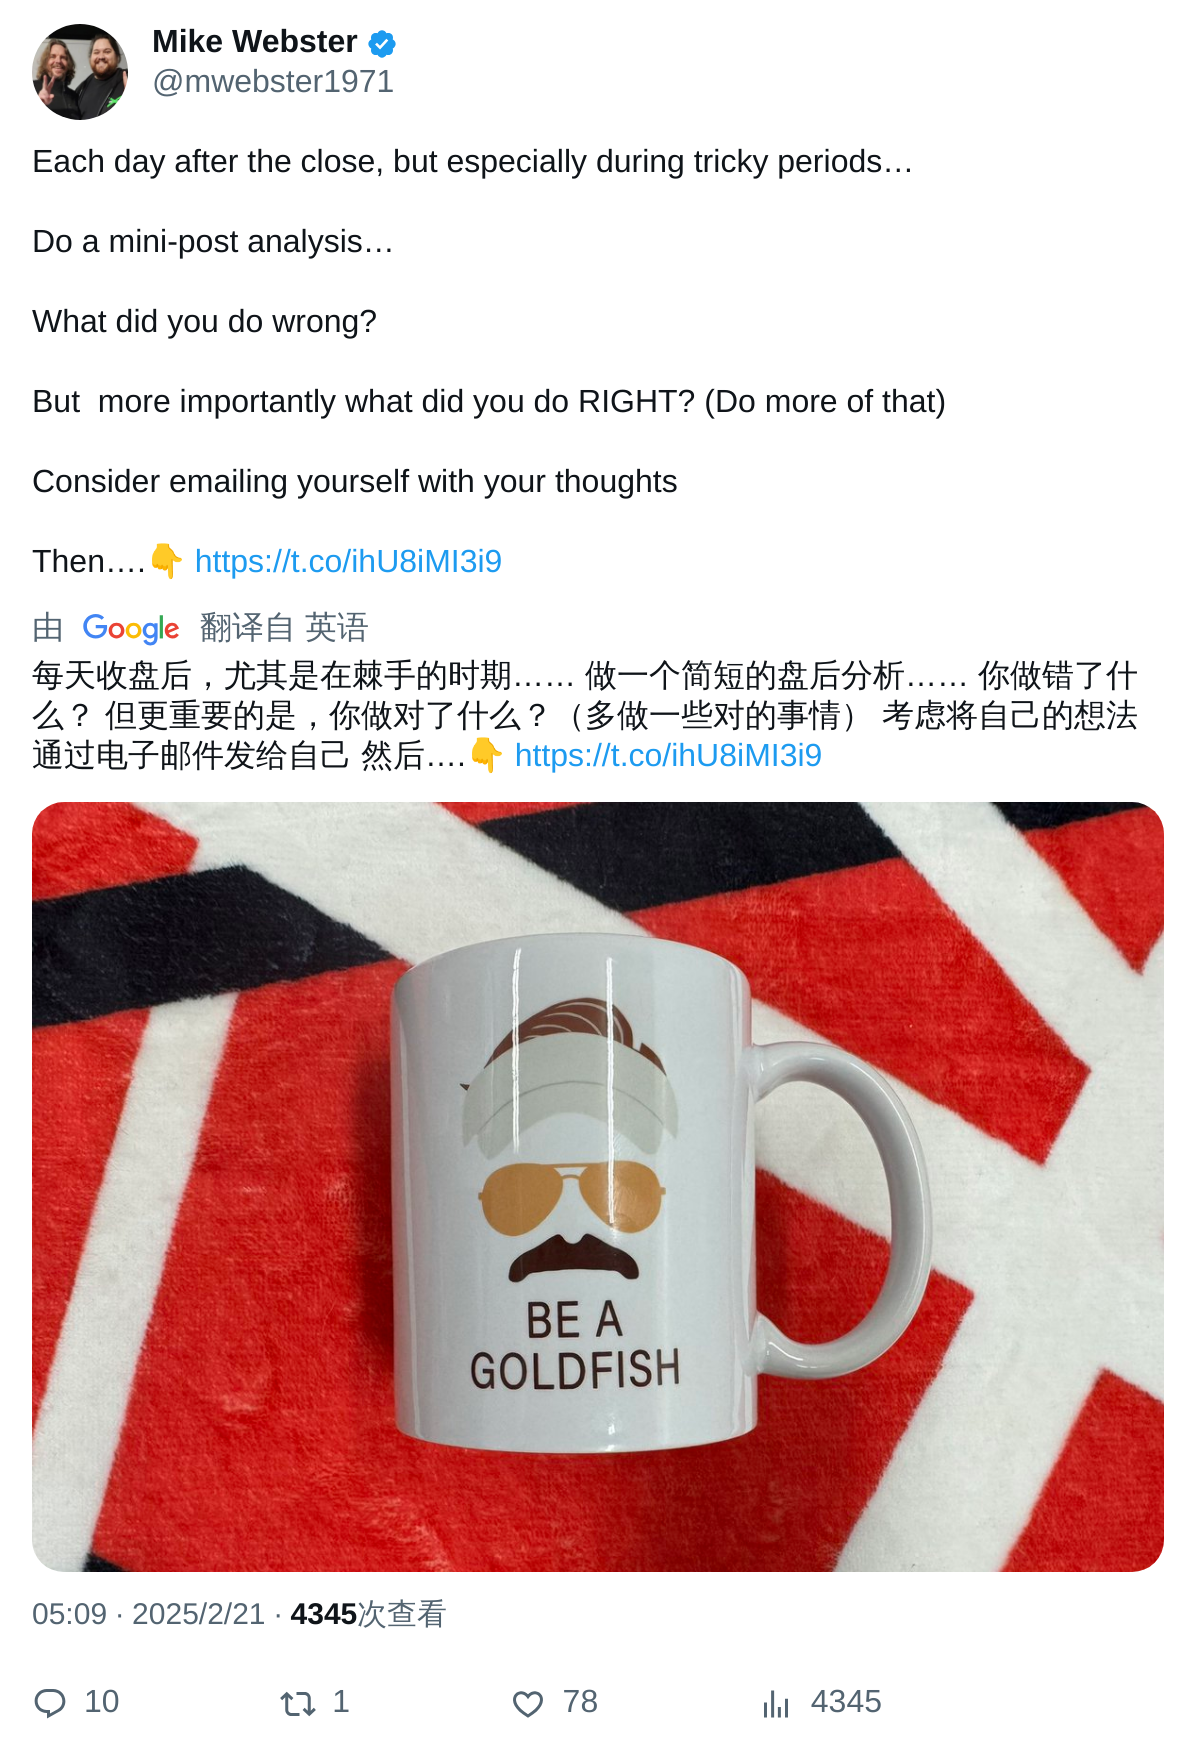 Mike Webster
@mwebster1971
Each day after the close, but especially during tricky periods…
Do a mini-post analysis…
What did you do wrong?
But  more importantly what did you do RIGHT? (Do more of that)
Consider emailing yourself with your thoughts
Then….👇 https://t.co/ihU8iMI3i9
由 Google 翻译自 英语
每天收盘后，尤其是在棘手的时期…… 做一个简短的盘后分析…… 你做错了什
么？ 但更重要的是，你做对了什么？（多做一些对的事情） 考虑将自己的想法
通过电子邮件发给自己 然后….👇 https://t.co/ihU8iMI3i9
BE A
GOLDFISH
05:09 · 2025/2/21 · 4345次查看
10 1 78 4345